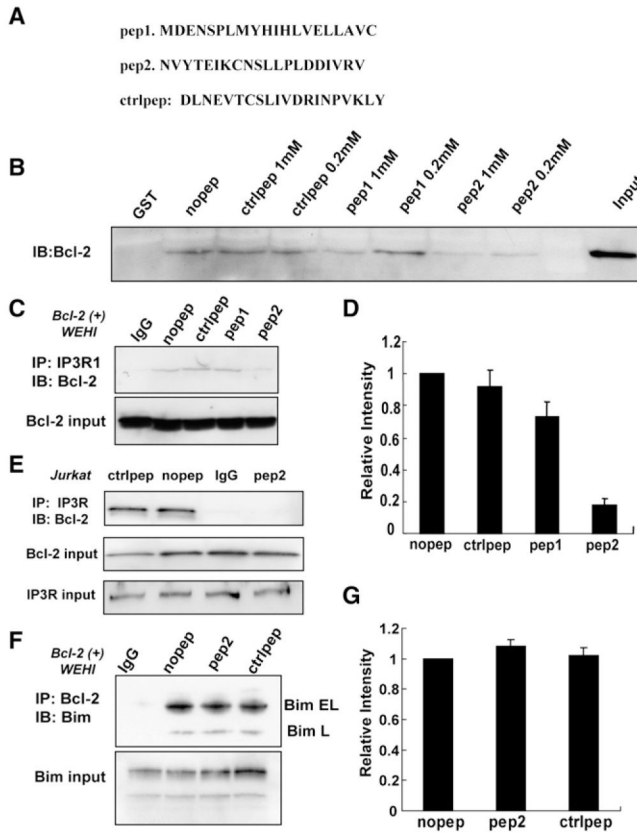 A
pep1. MDENSPLMYHIHLVELLAVC
pep2. NVYTEIKCNSLLPLDDIVRV
ctrlpep: DLNEVTCSLIVDRINPVKLY
B
GST
nopep
ctrlpep 1mM
ctrlpep 0.2mM
pep1 1mM
pep1 0.2mM
pep2 1mM
pep2 0.2mM
Input
IB:Bcl-2
C
Bcl-2 (+)
WEHI
IgG
nopep
ctrlpep
pep1
pep2
IP: IP3R1
IB: Bcl-2
Bcl-2 input
D
Relative Intensity
1.2
1
0.8
0.6
0.4
0.2
0
nopep ctrlpep pep1 pep2
E
Jurkat ctrlpep nopep IgG pep2
IP: IP3R
IB: Bcl-2
Bcl-2 input
IP3R input
F
Bcl-2 (+)
WEHI
IgG
nopep
pep2
ctrlpep
IP: Bcl-2
IB: Bim
Bim EL
Bim L
Bim input
G
Relative Intensity
1.2
1
0.8
0.6
0.4
0.2
0
nopep pep2 ctrlpep